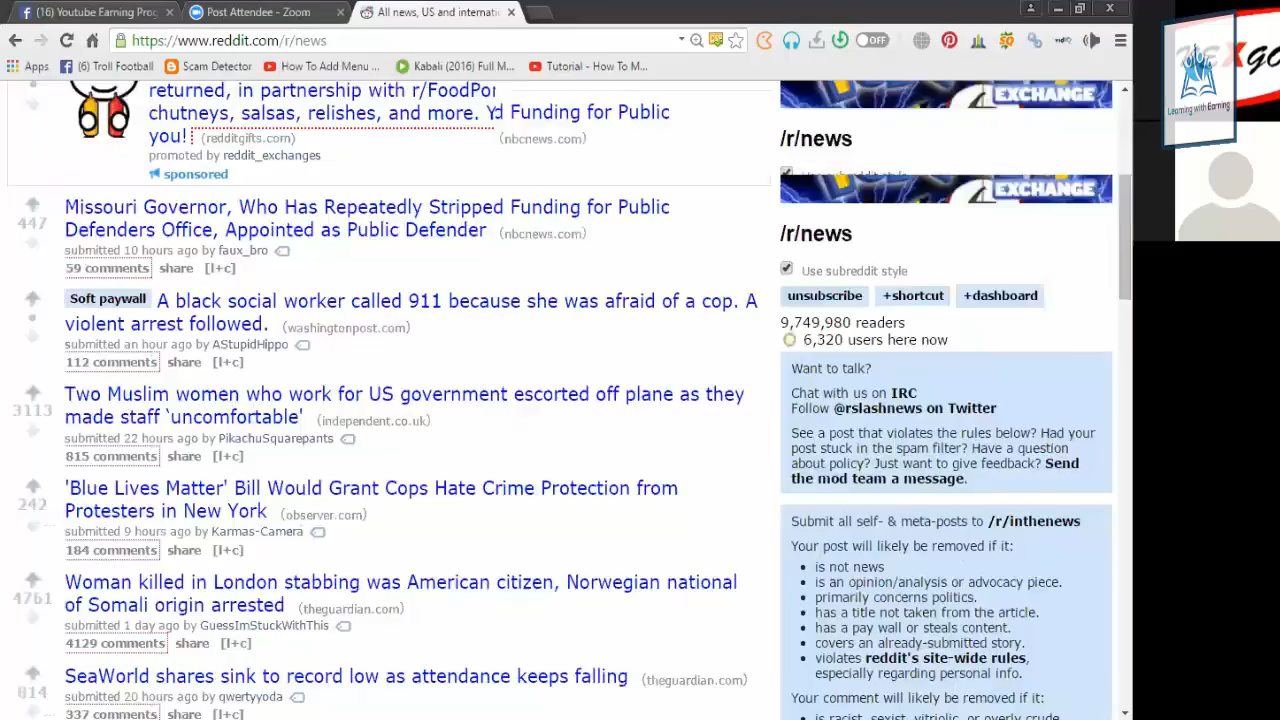 (16) Youtube Earning Prog
Post Attendee - Zoom
All news, US and internatio
https://www.reddit.com/r/news
OFF
Apps
(6) Troll Football
Scam Detector
How To Add Menu ...
Kabali (2016) Full M...
Tutorial - How To M...
returned, in partnership with r/FoodPor
chutneys, salsas, relishes, and more. Y
d Funding for Public
you! (redditgifts.com)
(nbcnews.com)
promoted by reddit_exchanges
sponsored
447
Missouri Governor, Who Has Repeatedly Stripped Funding for Public
Defenders Office, Appointed as Public Defender (nbcnews.com)
submitted 10 hours ago by faux_bro
59 comments share [l+c]
Soft paywall A black social worker called 911 because she was afraid of a cop. A
violent arrest followed. (washingtonpost.com)
submitted an hour ago by AStupidHippo
112 comments share [l+c]
3113
Two Muslim women who work for US government escorted off plane as they
made staff ‘uncomfortable’ (independent.co.uk)
submitted 22 hours ago by PikachuSquarepants
815 comments share [l+c]
242
'Blue Lives Matter' Bill Would Grant Cops Hate Crime Protection from
Protesters in New York (observer.com)
submitted 9 hours ago by Karmas-Camera
184 comments share [l+c]
4761
Woman killed in London stabbing was American citizen, Norwegian national
of Somali origin arrested (theguardian.com)
submitted 1 day ago by GuessImStuckWithThis
4129 comments share [l+c]
814
SeaWorld shares sink to record low as attendance keeps falling (theguardian.com)
submitted 20 hours ago by qwertyyoda
337 comments share [l+c]
EXCHANGE
/r/news
EXCHANGE
/r/news
Use subreddit style
unsubscribe +shortcut +dashboard
9,749,980 readers
6,320 users here now
Want to talk?
Chat with us on IRC
Follow @rslashnews on Twitter
See a post that violates the rules below? Had your
post stuck in the spam filter? Have a question
about policy? Just want to give feedback? Send
the mod team a message.
Submit all self- & meta-posts to /r/inthenews
Your post will likely be removed if it:
is not news
is an opinion/analysis or advocacy piece.
primarily concerns politics.
has a title not taken from the article.
has a pay wall or steals content.
covers an already-submitted story.
violates reddit's site-wide rules,
especially regarding personal info.
Your comment will likely be removed if it:
is racist, sexist, vitriolic, or overly crude.
Learning with Earning